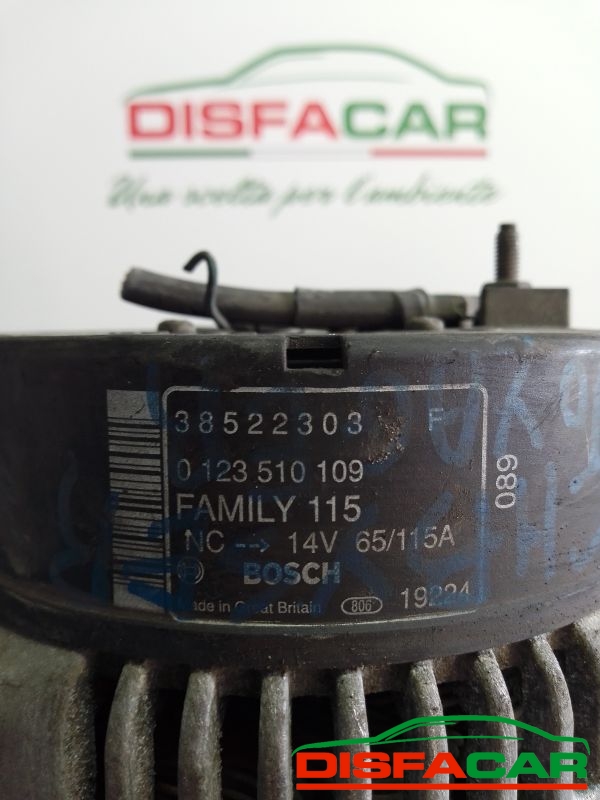 DISFACAR
Una scelta per l'ambiente
38522303 F
0 123 510 109
FAMILY 115
NC --> 14V 65/115A
BOSCH
Made in Great Britain 806 19224
089
DISFACAR